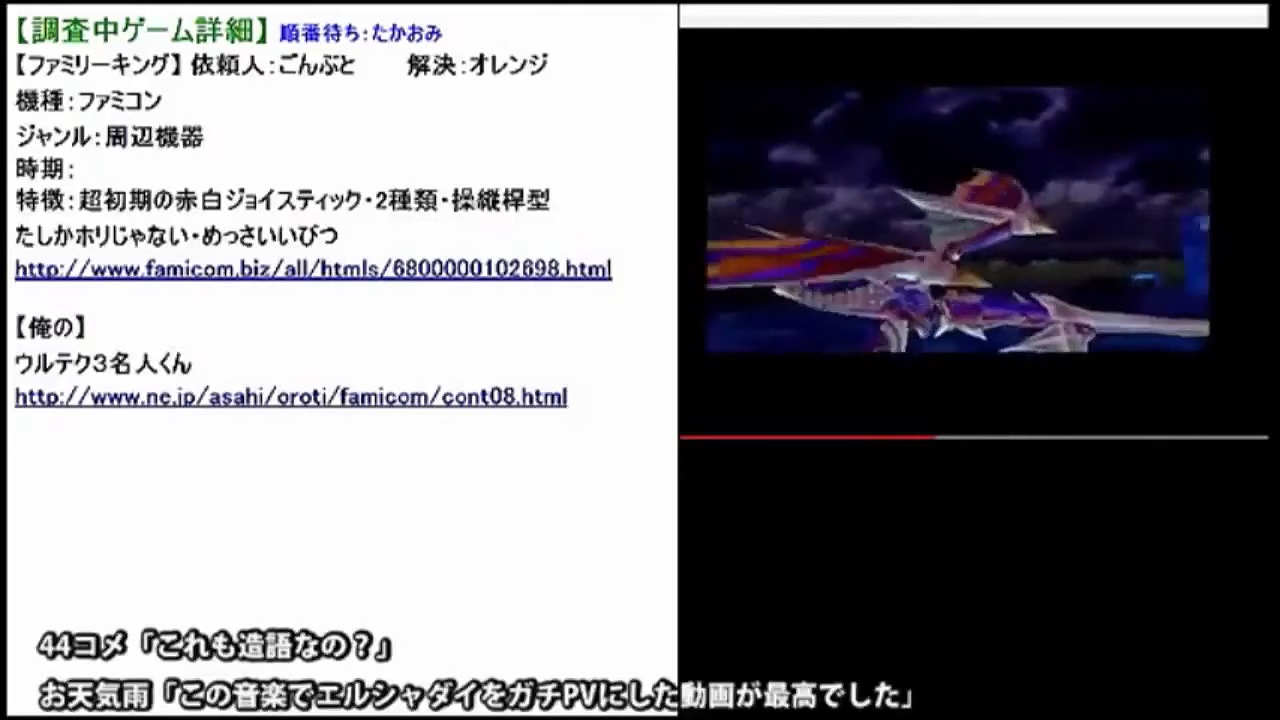 【調査中ゲーム詳細】 順番待ち：たかおみ
【ファミリーキング】 依頼人：ごんぶと 解決：オレンジ
機種：ファミコン
ジャンル：周辺機器
時期：
特徴：超初期の赤白ジョイスティック・2種類・操縦桿型
たしかホリじゃない・めっさいいびつ
http://www.famicom.biz/all/htmls/6800000102698.html
【俺の】
ウルテク3名人くん
http://www.ne.jp/asahi/oroti/famicom/cont08.html
44コメ「これも造語なの？」
お天気雨「この音楽でエルシャダイをガチPVにした動画が最高でした」